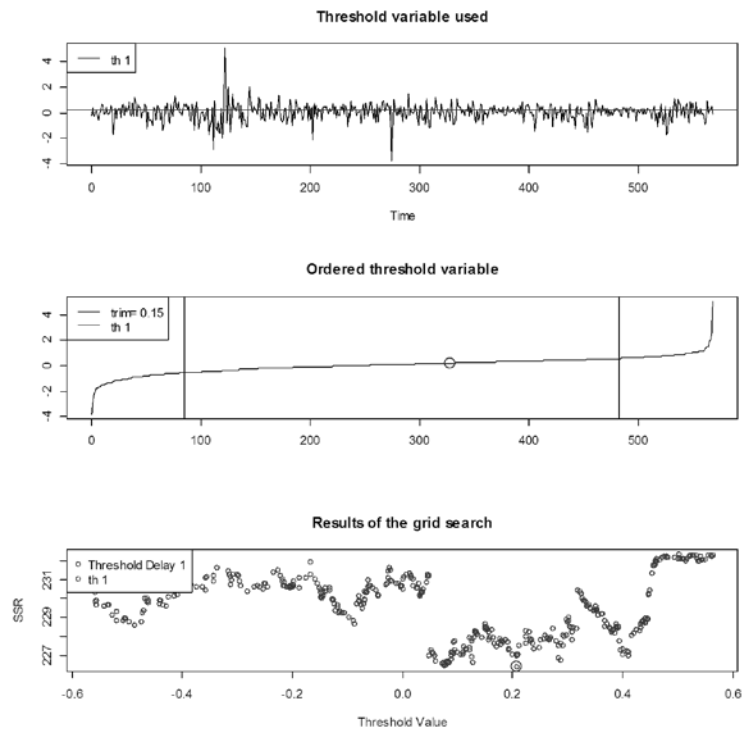 Threshold variable used
th 1
4
2
0
-2
-4
0 100 200 300 400 500
Time
Ordered threshold variable
trim= 0.15
th 1
4
2
0
-2
-4
0 100 200 300 400 500
Results of the grid search
Threshold Delay 1
th 1
SSR
231
229
227
-0.6 -0.4 -0.2 0.0 0.2 0.4 0.6
Threshold Value